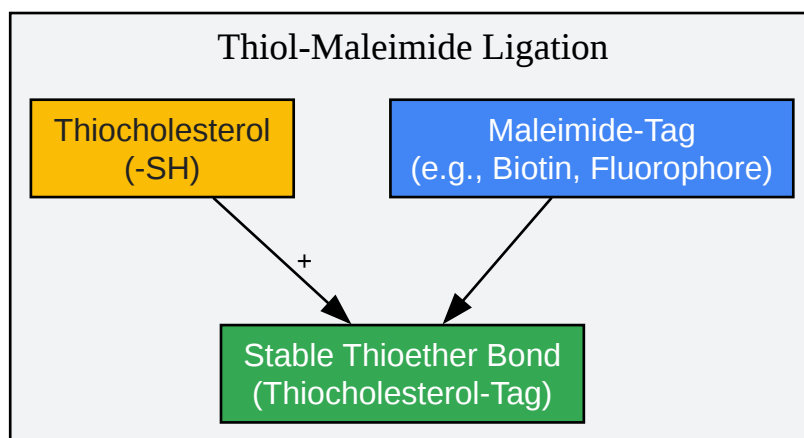 Thiol-Maleimide Ligation
Thiocholesterol
(-SH)
Maleimide-Tag
(e.g., Biotin, Fluorophore)
+
Stable Thioether Bond
(Thiocholesterol-Tag)